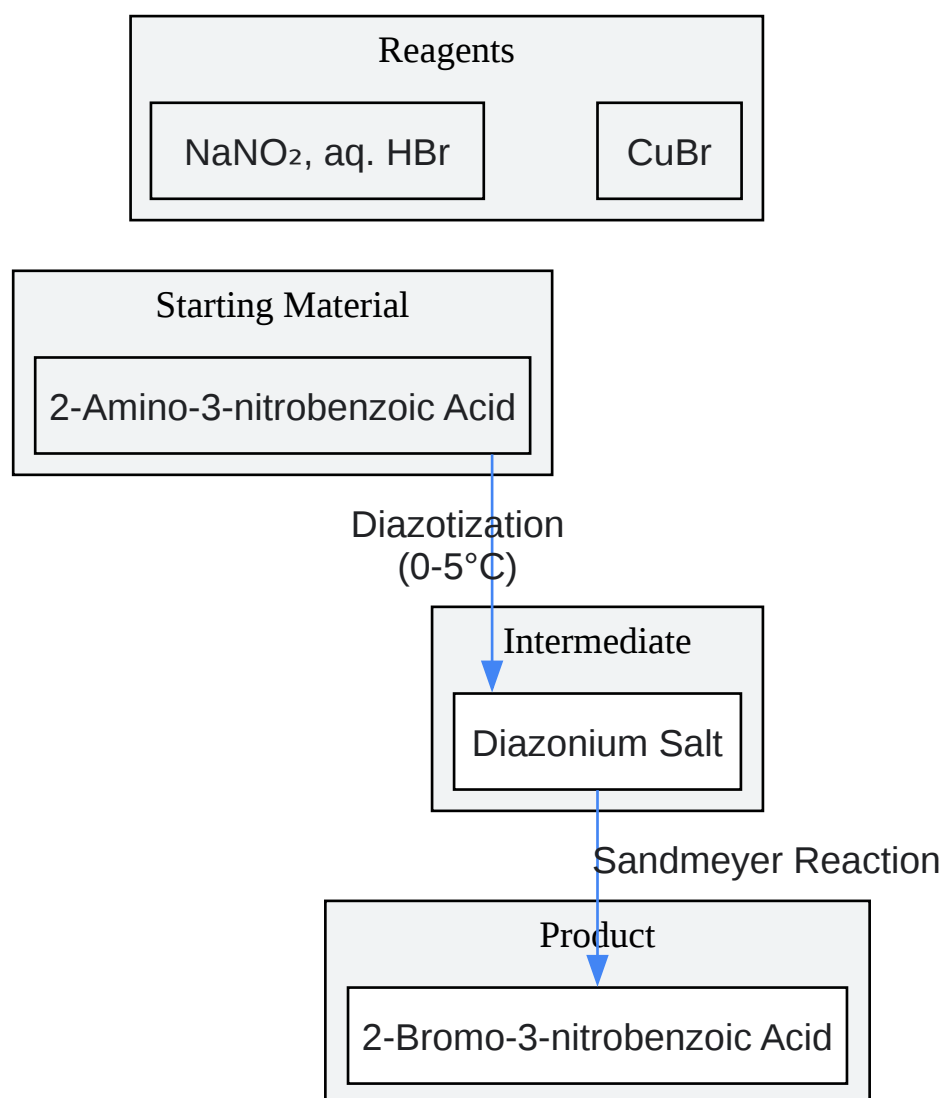 Reagents
NaNO₂, aq. HBr
CuBr
Starting Material
2-Amino-3-nitrobenzoic Acid
Diazotization
(0-5°C)
Intermediate
Diazonium Salt
Sandmeyer Reaction
Product
2-Bromo-3-nitrobenzoic Acid